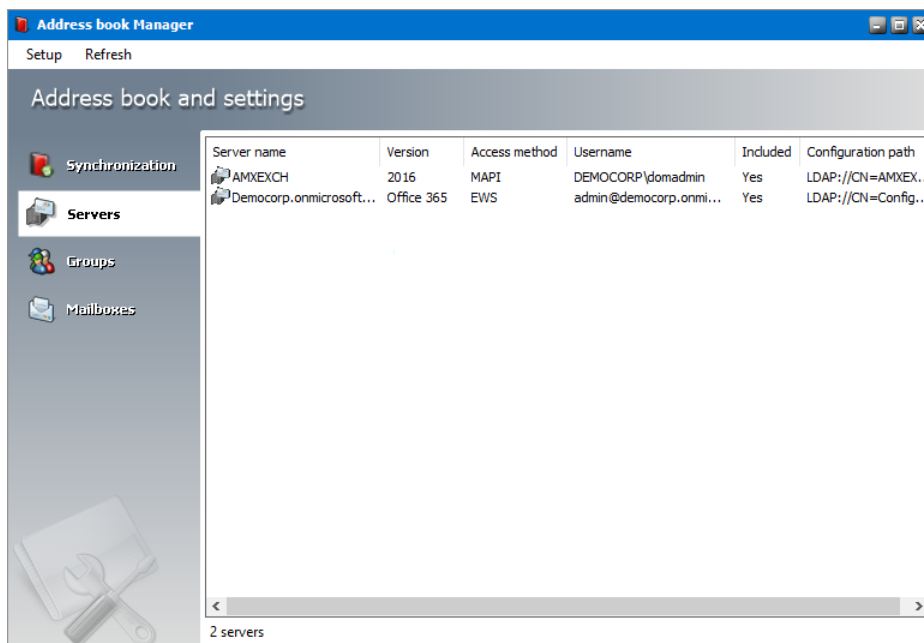 Address book Manager
Setup Refresh
Address book and settings
Synchronization
Servers
Groups
Mailboxes
Server name Version Access method Username Included Configuration path
AMXEXCH 2016 MAPI DEMOCORP\domadmin Yes LDAP://CN=AMXEX...
Democorp.onmicrosoft... Office 365 EWS admin@democorp.onmi... Yes LDAP://CN=Config...
2 servers